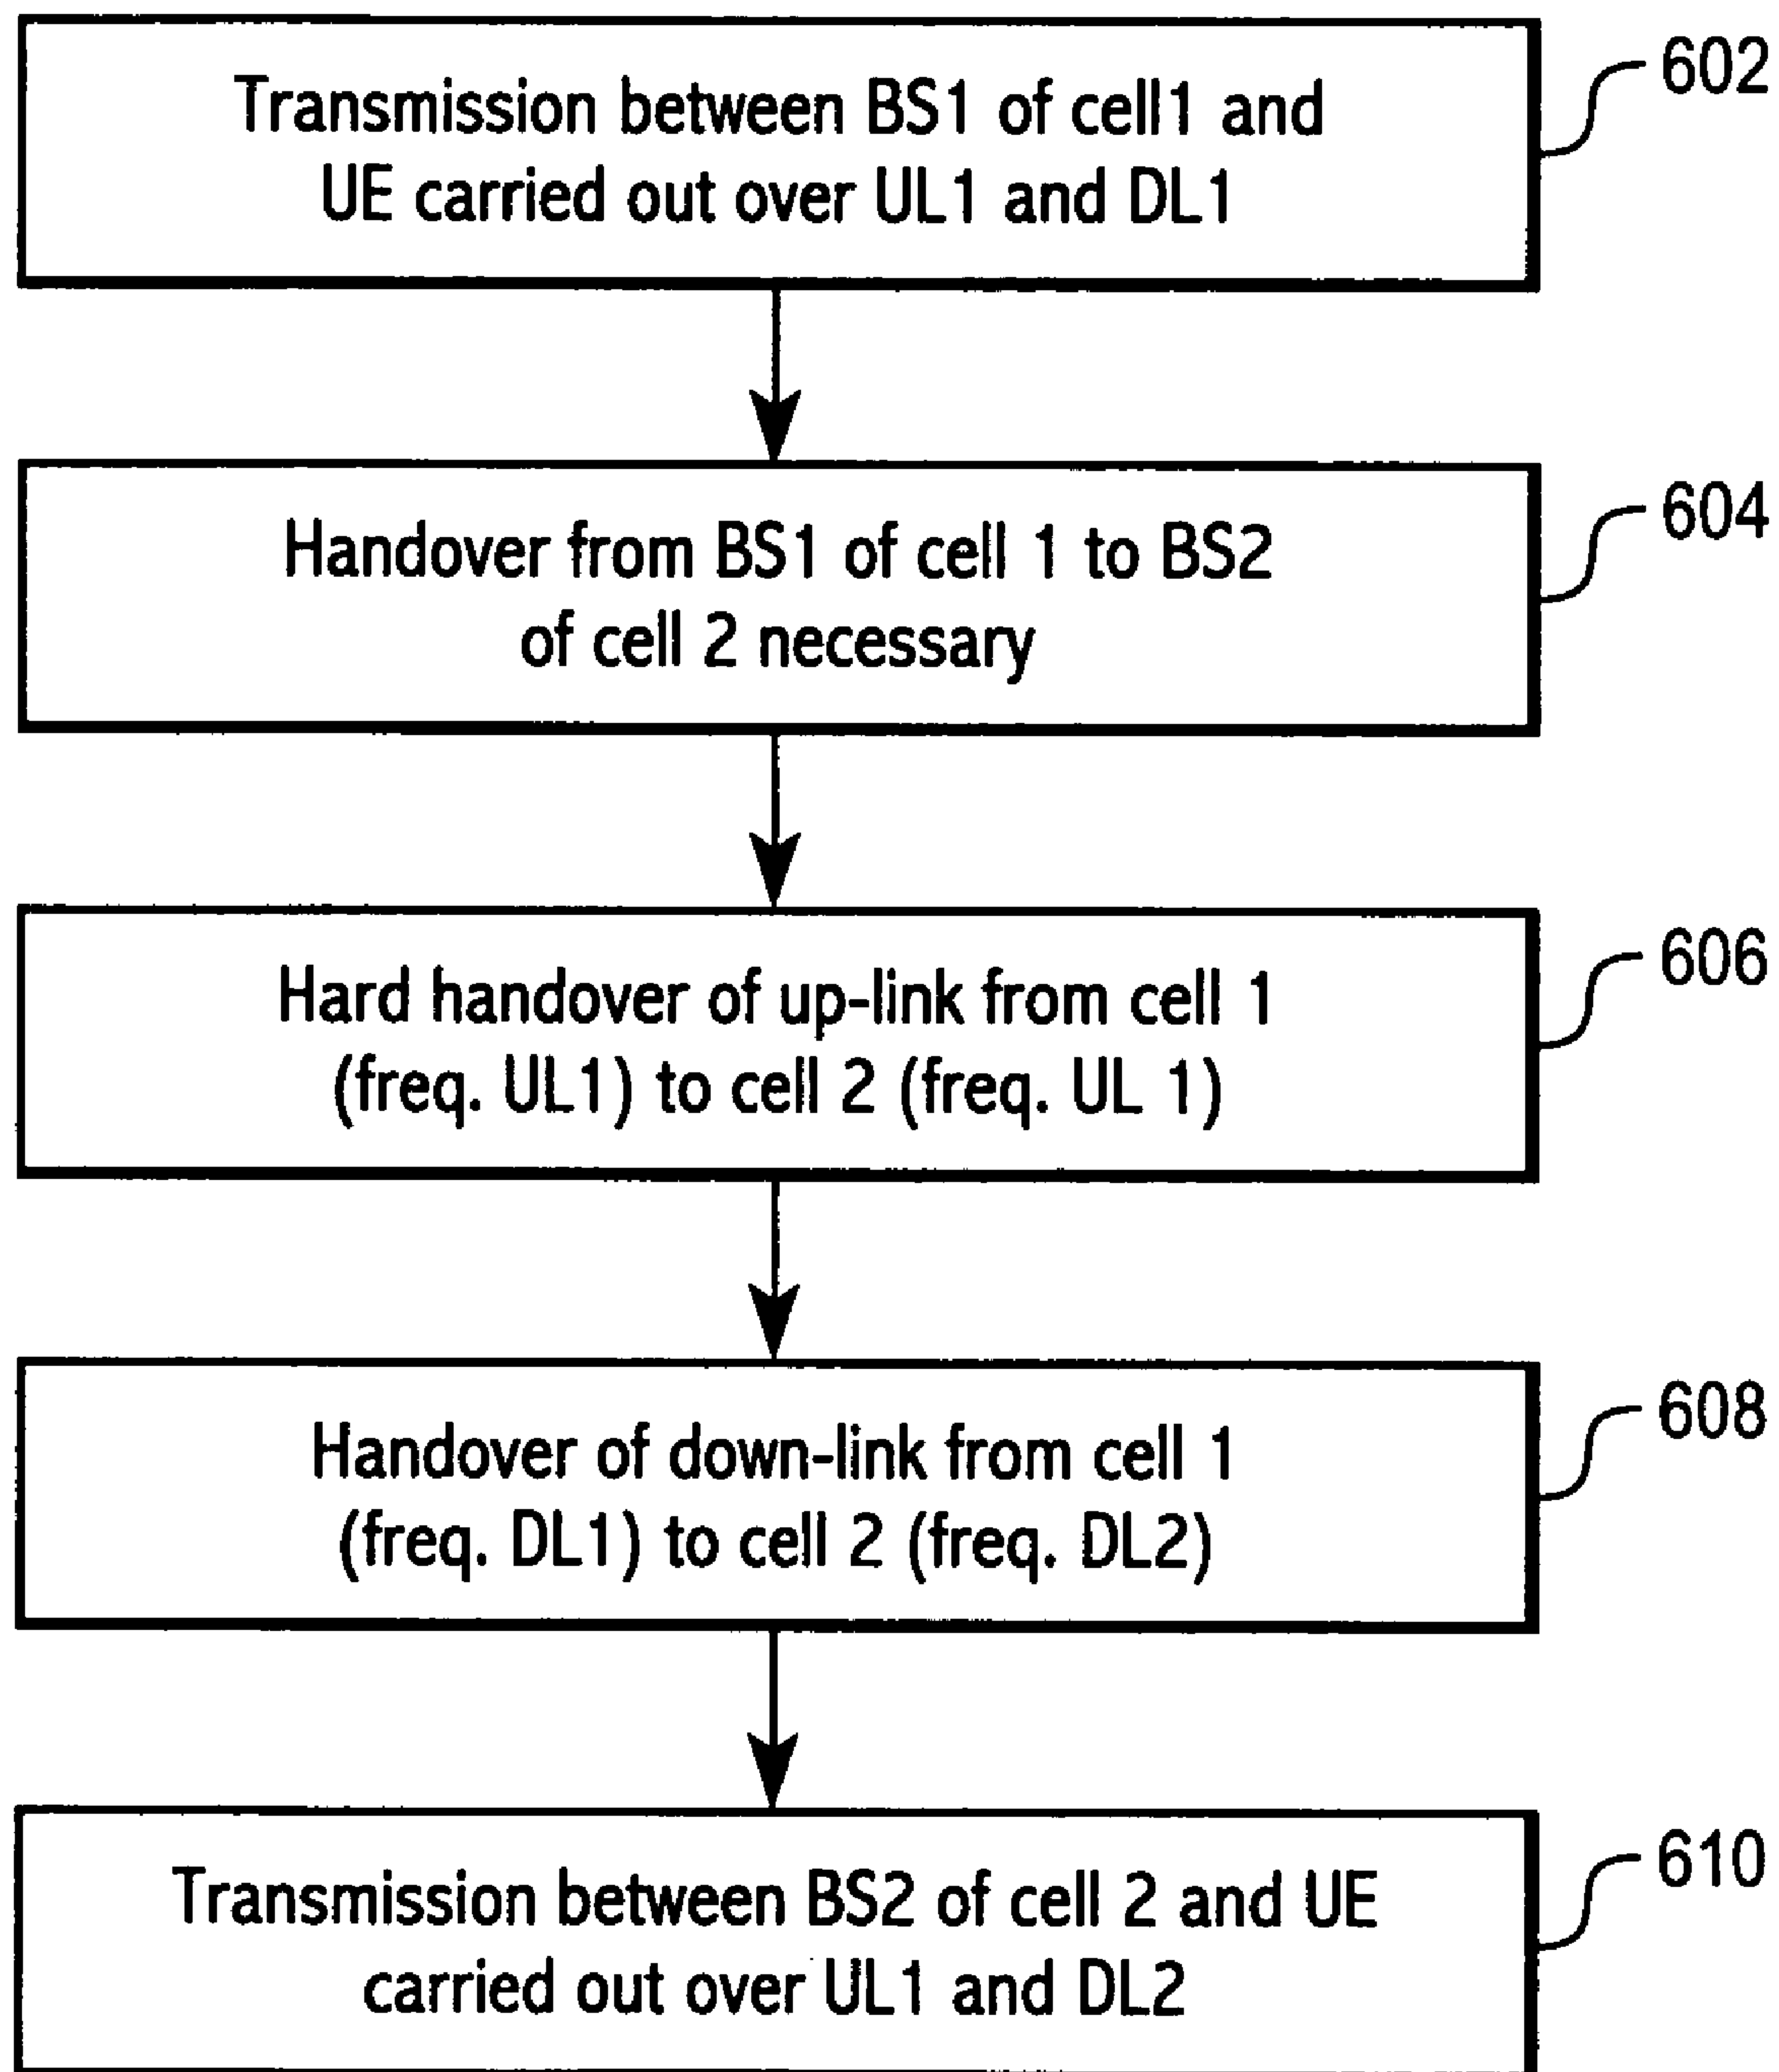 Transmission between BS1 of cell1 and
UE carried out over UL1 and DL1
602
Handover from BS1 of cell 1 to BS2
of cell 2 necessary
604
Hard handover of up-link from cell 1
(freq. UL1) to cell 2 (freq. UL 1)
606
Handover of down-link from cell 1
(freq. DL1) to cell 2 (freq. DL2)
608
Transmission between BS2 of cell 2 and UE
carried out over UL1 and DL2
610